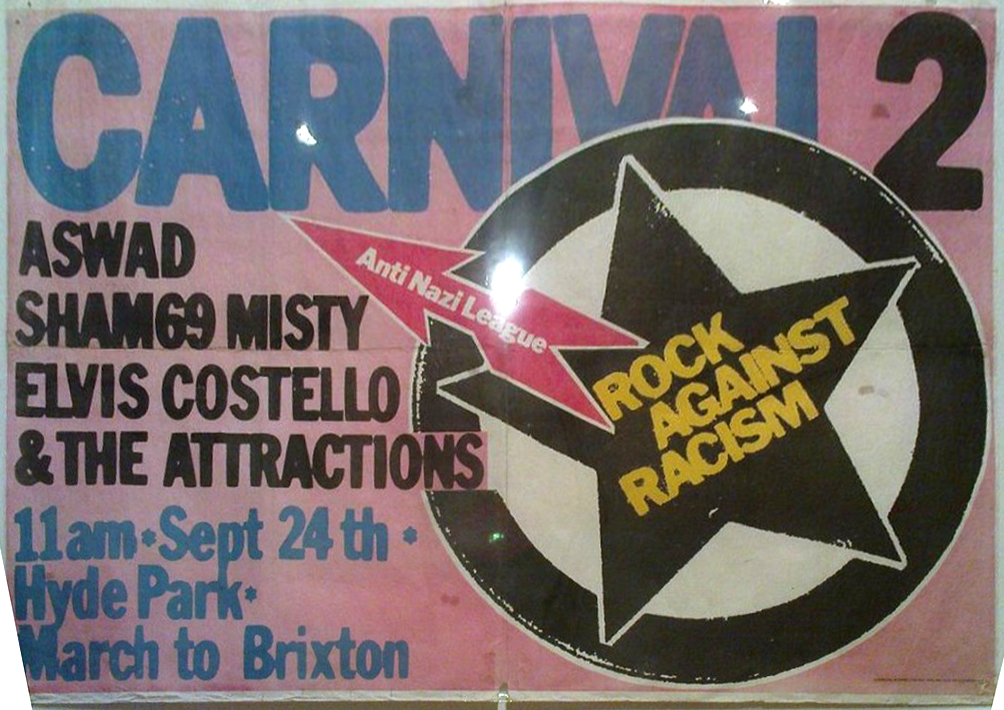 CARNIVAL 2
ASWAD
SHAM69 MISTY
ELVIS COSTELLO
& THE ATTRACTIONS
11am*Sept 24th*
Hyde Park*
March to Brixton
Anti Nazi League
ROCK
AGAINST
RACISM